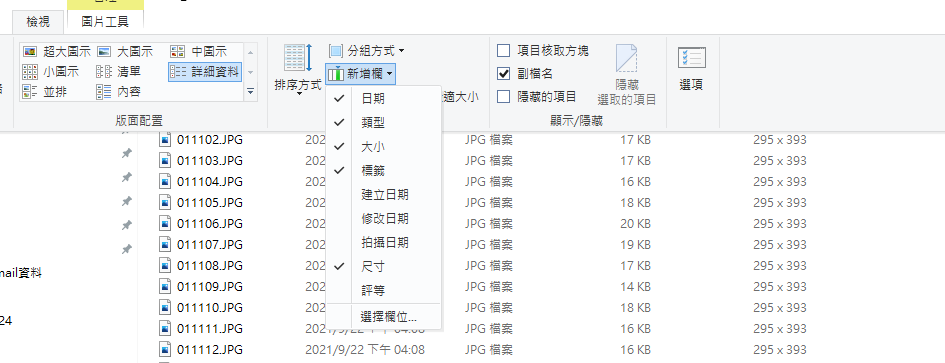 檢視 圖片工具
超大圖示 大圖示 中圖示
小圖示 清單 詳細資料
並排 內容
版面配置
排序方式
分組方式
新增欄
適大小
項目核取方塊
副檔名
隱藏的項目
隱藏
選取的項目
顯示/隱藏
選項
日期
類型
大小
標籤
建立日期
修改日期
拍攝日期
尺寸
評等
選擇欄位...
mail資料
24
011102.JPG 2021 JPG 檔案 17 KB 295 x 393
011103.JPG 202 JPG 檔案 17 KB 295 x 393
011104.JPG 202 JPG 檔案 16 KB 295 x 393
011105.JPG 202 JPG 檔案 18 KB 295 x 393
011106.JPG 202 JPG 檔案 20 KB 295 x 393
011107.JPG 202 JPG 檔案 19 KB 295 x 393
011108.JPG 202 JPG 檔案 17 KB 295 x 393
011109.JPG 202 JPG 檔案 14 KB 295 x 393
011110.JPG 202 JPG 檔案 18 KB 295 x 393
011111.JPG 2021/9/22 下午 04:08 JPG 檔案 16 KB 295 x 393
011112.JPG 2021/9/22 下午 04:08 JPG 檔案 16 KB 295 x 393